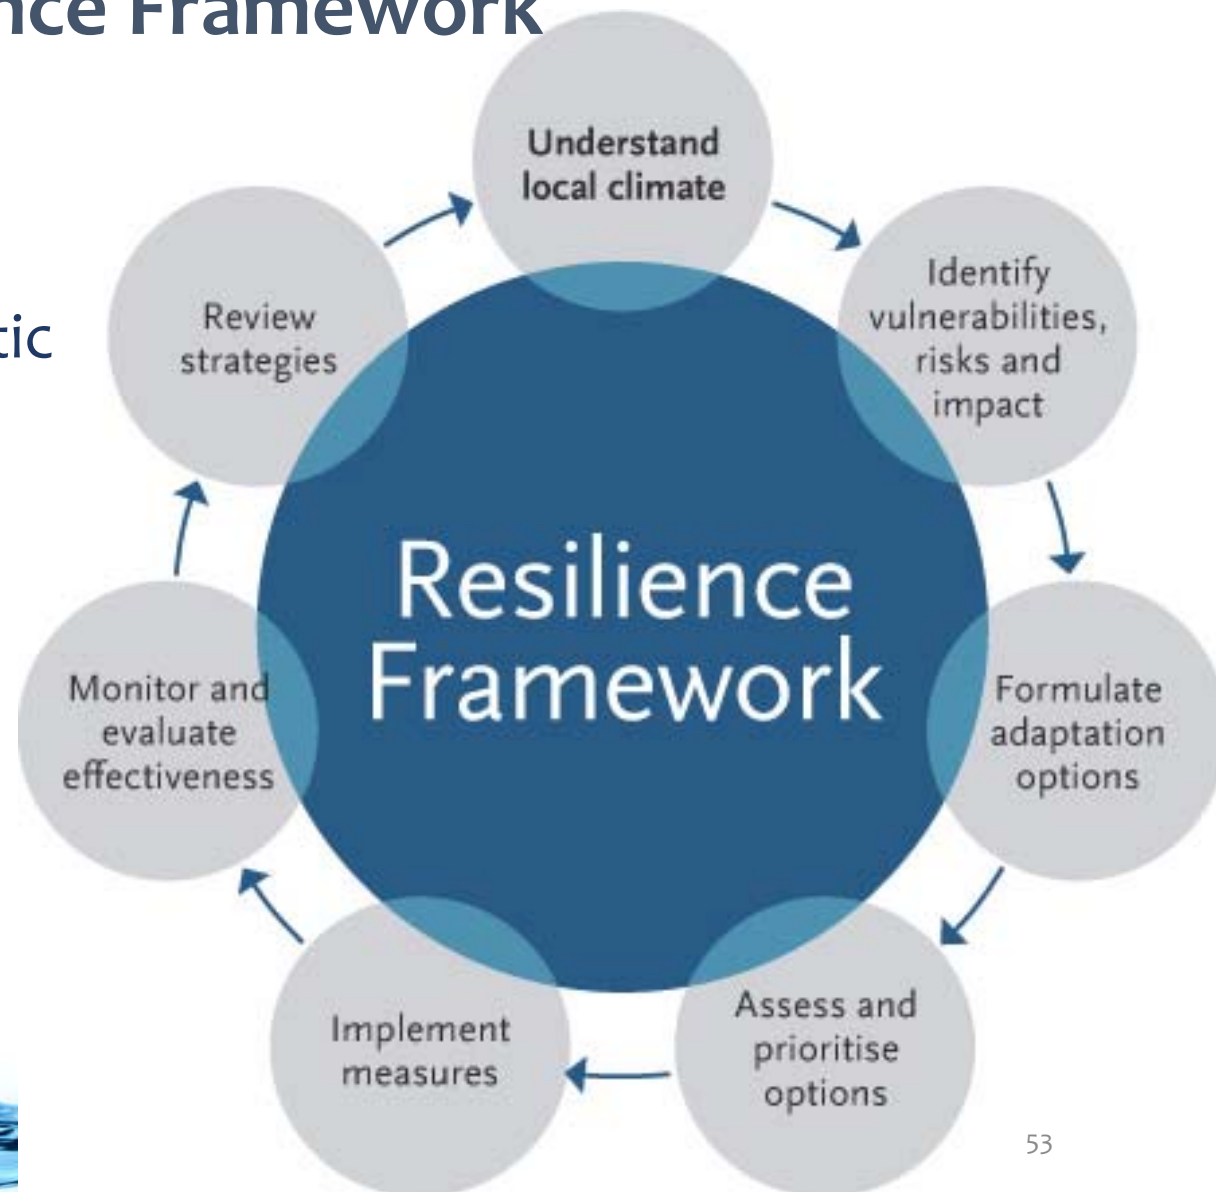 nce Framework
tic
Understand
local climate
Identify
vulnerabilities,
risks and
impact
Formulate
adaptation
options
Assess and
prioritise
options
Implement
measures
Monitor and
evaluate
effectiveness
Review
strategies
Resilience
Framework
53